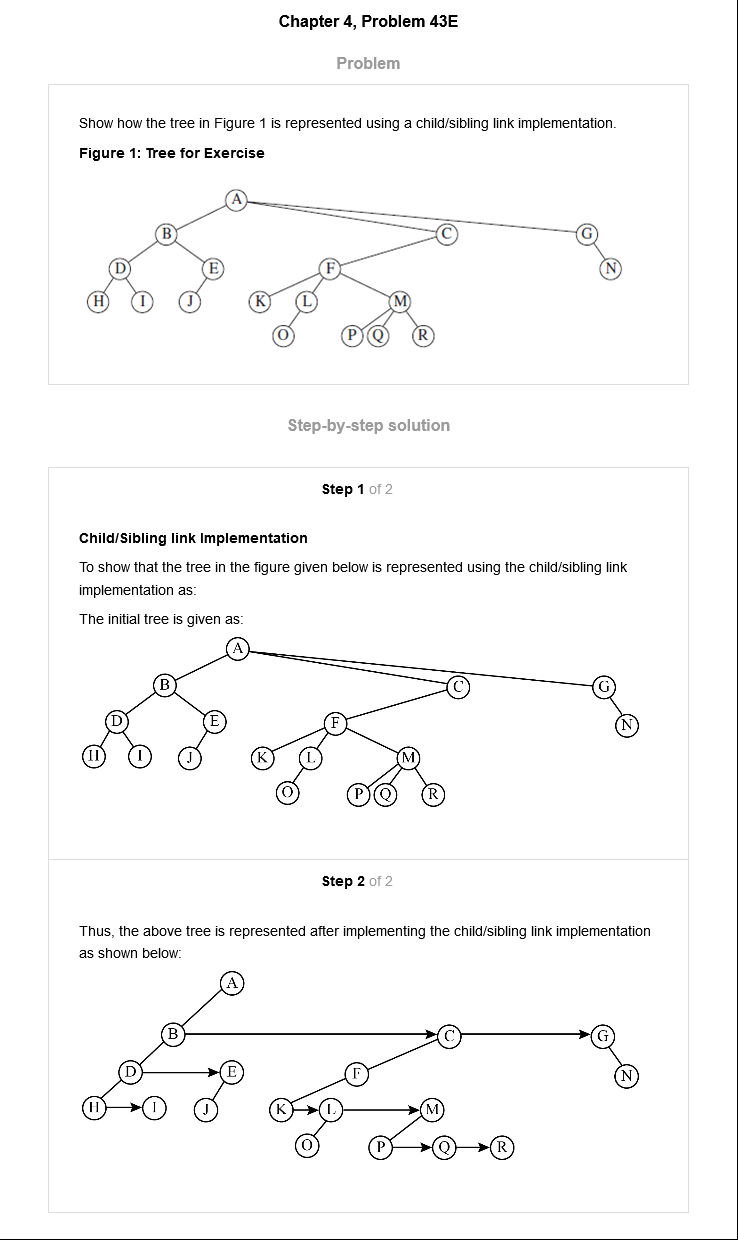 Chapter 4, Problem 43E
Problem
Show how the tree in Figure 1 is represented using a child/sibling link implementation.
Figure 1: Tree for Exercise
A
B C G
D E F N
H I J K L M
O P Q R
Step-by-step solution
Step 1 of 2
Child/Sibling link Implementation
To show that the tree in the figure given below is represented using the child/sibling link
implementation as:
The initial tree is given as:
A
B C G
D E F N
H I J K L M
O P Q R
Step 2 of 2
Thus, the above tree is represented after implementing the child/sibling link implementation
as shown below:
A
B C G
D E F N
H I J K L M
O P Q R